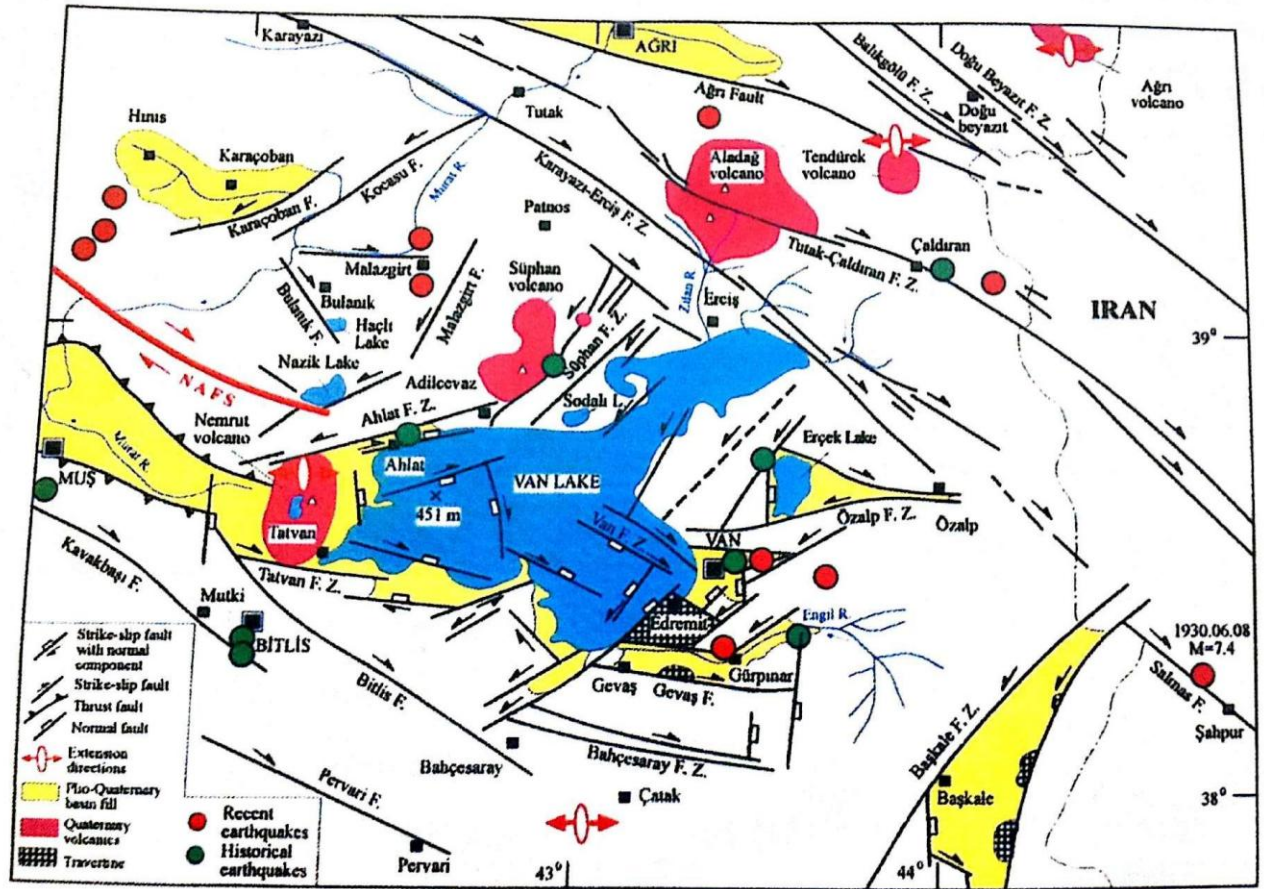 Karayazı
AĞRI
Balıkgölü F. Z.
Doğu Beyazıt F. Z.
Ağrı
volcano
Doğu
beyazıt
Tutak
Ağrı Fault
Hınıs
Karaçoban
Kocasu F.
Murat R.
Karaçoban F.
Karayazı-Erciş F. Z.
Aladağ
volcano
Tendürek
volcano
Patnos
Tutak-Çaldıran F. Z.
Çaldıran
Malazgirt
Bulanık
Bulanık F.
Malazgirt F.
Süphan
volcano
Süphan F. Z.
Zilan R.
Erciş
IRAN
39°
Haçlı
Lake
Nazik Lake
NAFS
Adilcevaz
Sodalı L.
Nemrut
volcano
Ahlat F. Z.
Ahlat
Erçek Lake
Murat R.
MUŞ
VAN LAKE
451 m
Özalp F. Z.
Özalp
Van F. Z.
VAN
Tatvan
Tatvan F. Z.
Kavakbaşı F.
Mutki
BİTLİS
Bitlis F.
Edremit
Engil R.
Gevaş
Gevaş F.
Gürpınar
1930.06.08
M=7.4
Salmas F.
Şahpur
Bahçesaray
Bahçesaray F. Z.
Başkale F. Z.
Başkale
38°
Çatak
Pervari F.
Pervari
43°
44°
Strike-slip fault
with normal
component
Strike-slip fault
Thrust fault
Normal fault
Extension
directions
Plio-Quaternary
basin fill
Quaternary
volcanics
Travertine
Recent
earthquakes
Historical
earthquakes